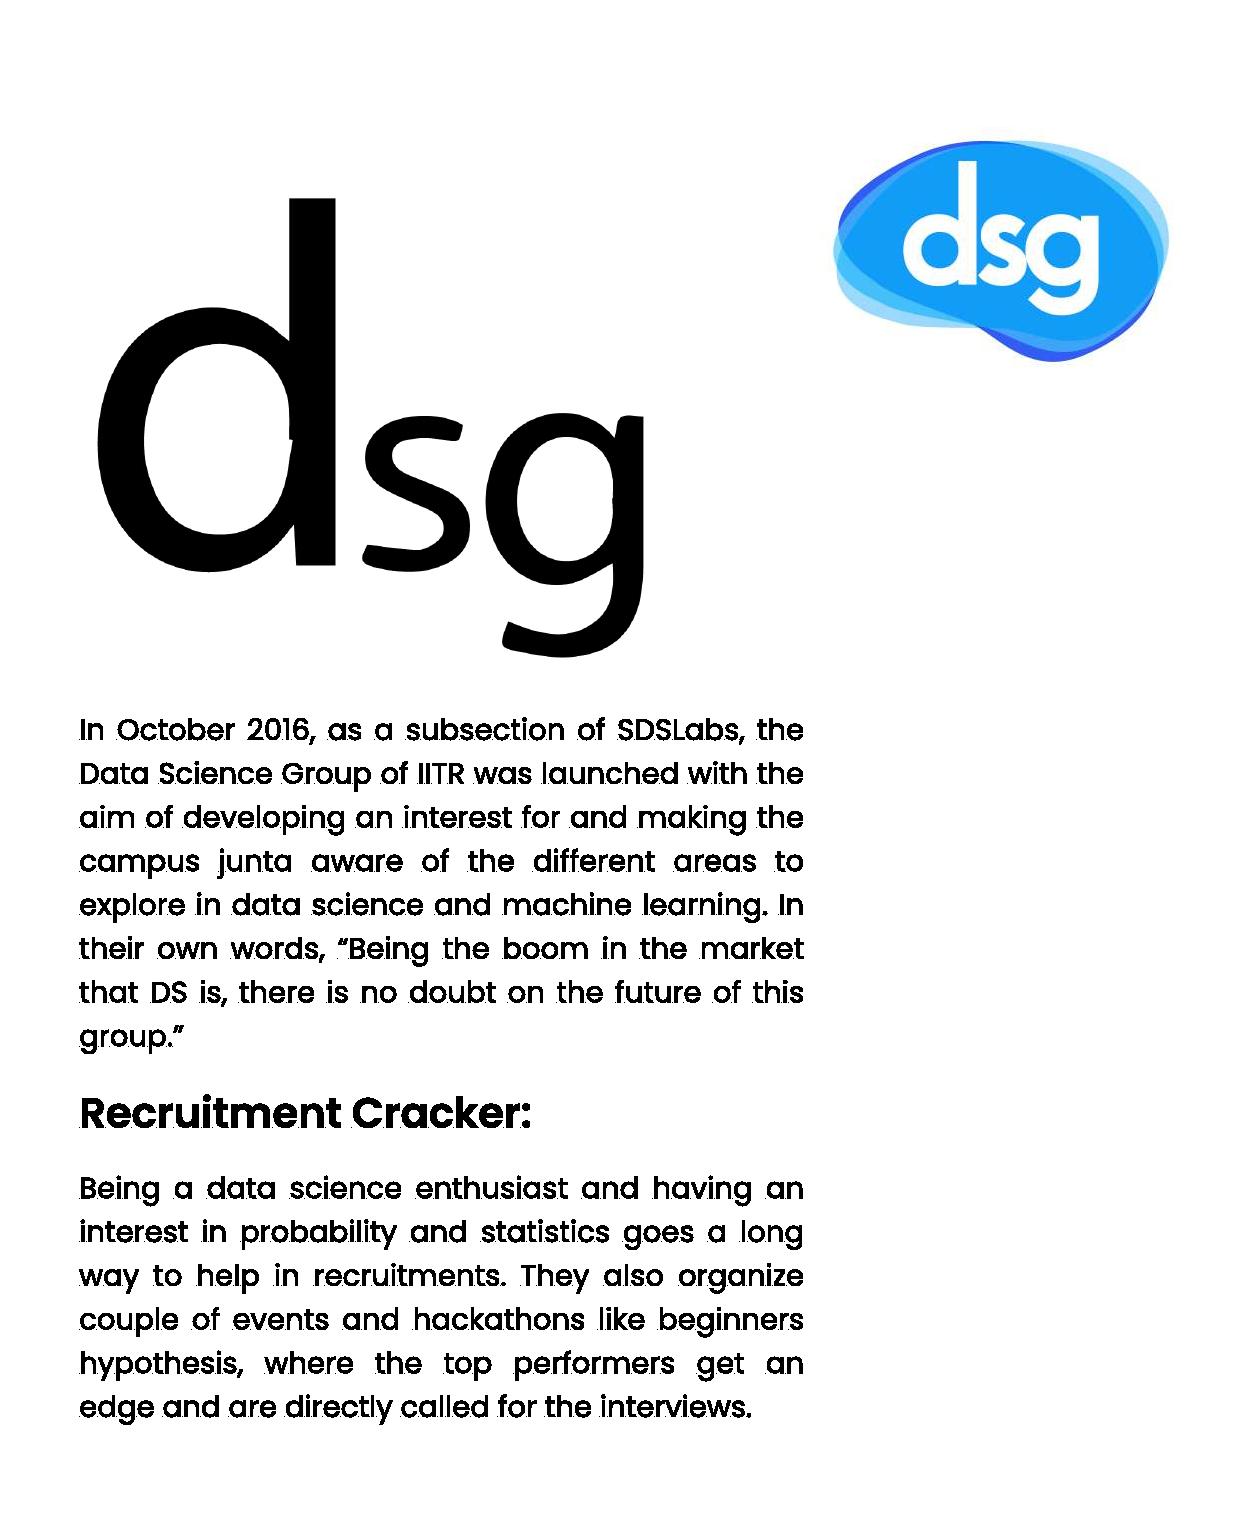 dsg
dsg
In October 2016, as a subsection of SDSLabs, the
Data Science Group of IITR was launched with the
aim of developing an interest for and making the
campus junta aware of the different areas to
explore in data science and machine learning. In
their own words, “Being the boom in the market
that DS is, there is no doubt on the future of this
group.”
Recruitment Cracker:
Being a data science enthusiast and having an
interest in probability and statistics goes a long
way to help in recruitments. They also organize
couple of events and hackathons like beginners
hypothesis, where the top performers get an
edge and are directly called for the interviews.